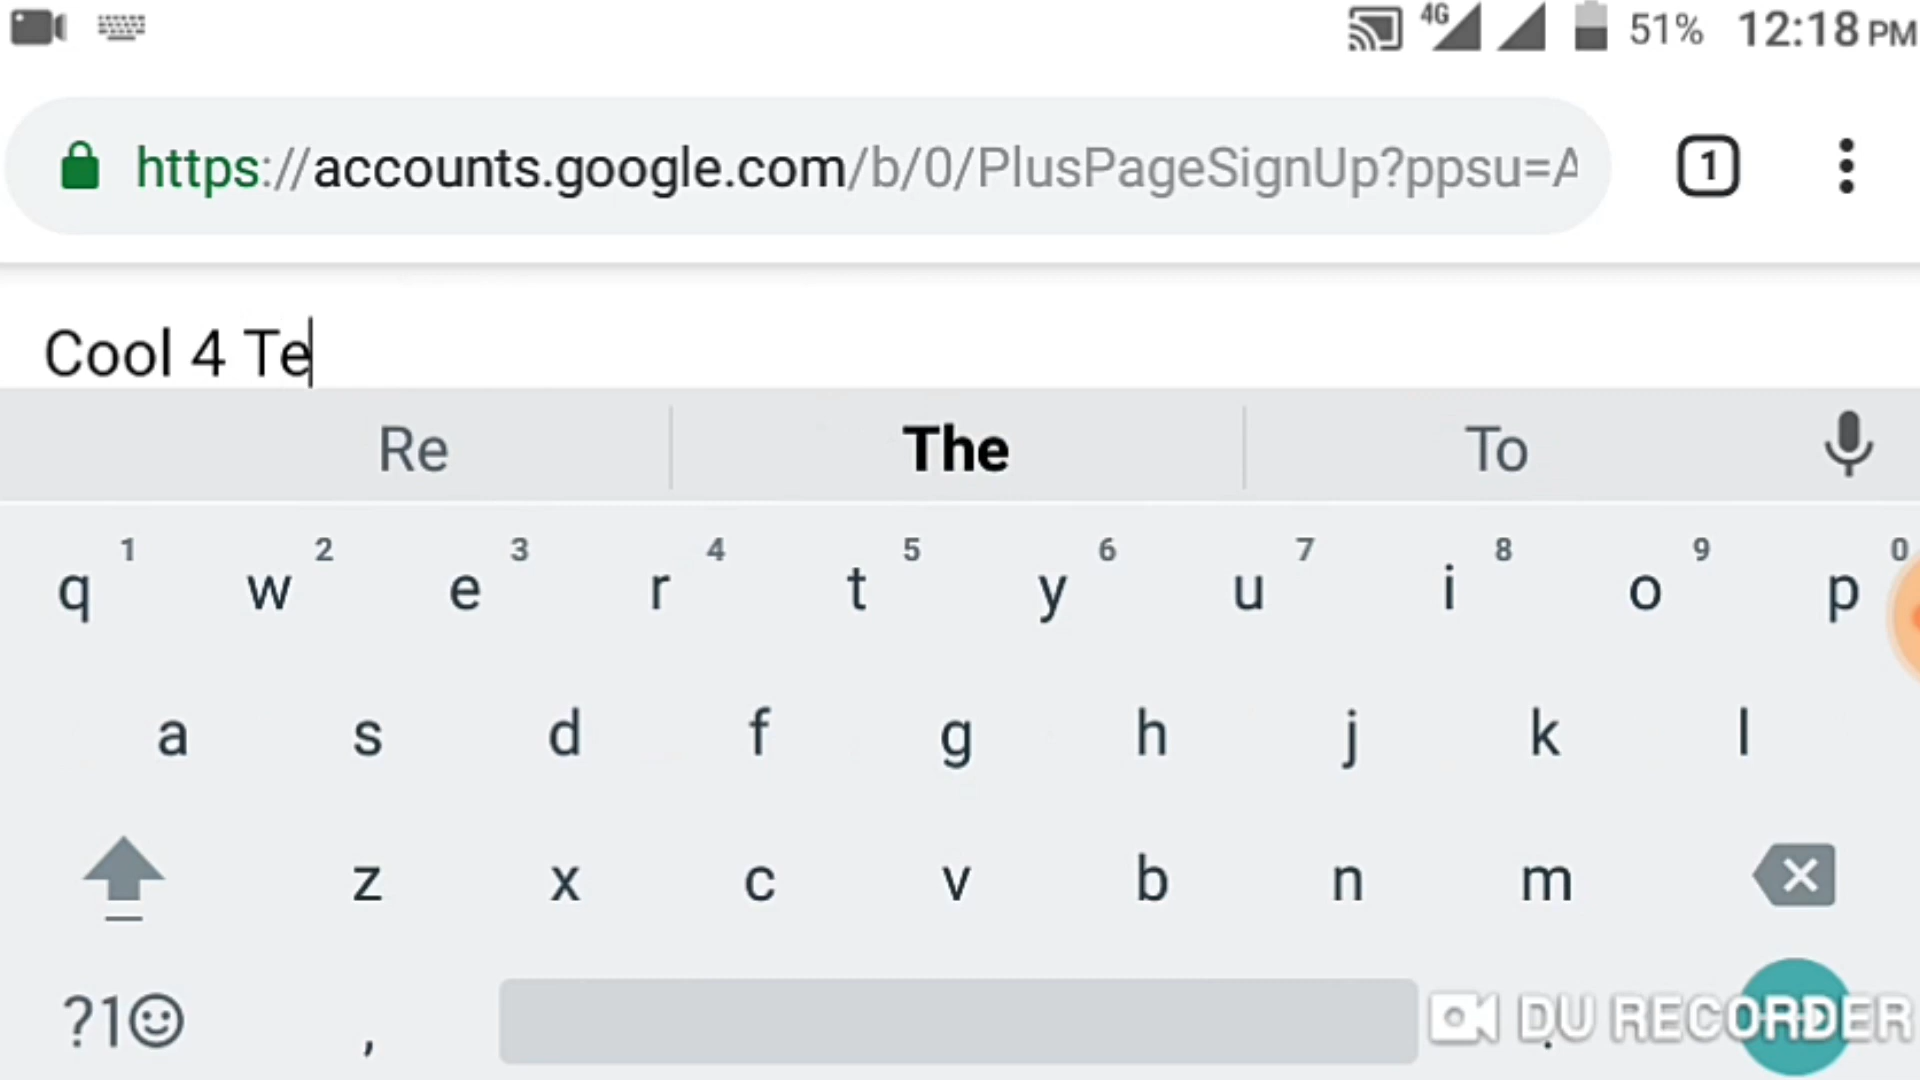 4G 51% 12:18 PM
https://accounts.google.com/b/0/PlusPageSignUp?ppsu=A 1
Cool 4 Te
Re The To
1 2 3 4 5 6 7 8 9 0
q w e r t y u i o p
a s d f g h j k l
z x c v b n m
?1☺ , .
DU RECORDER